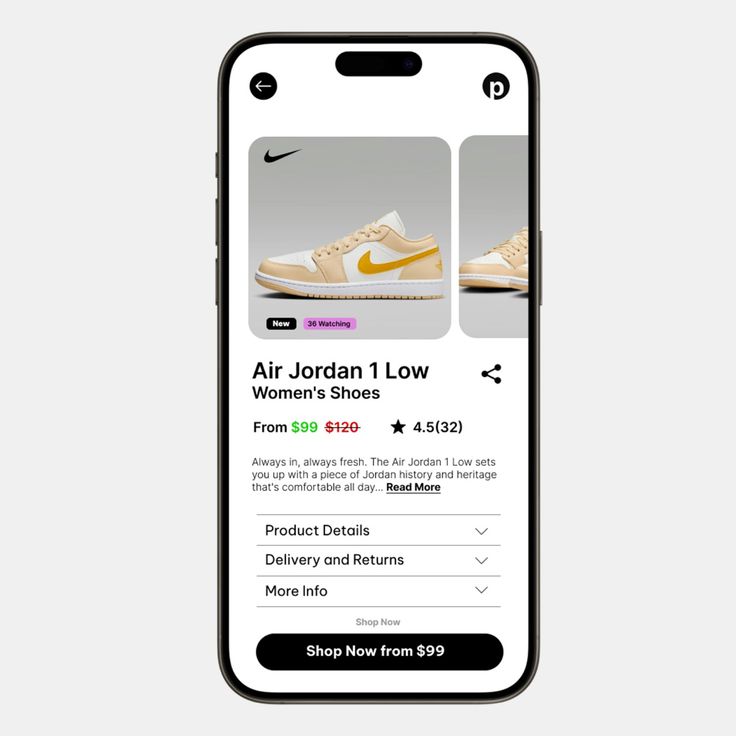 p
New
36 Watching
Air Jordan 1 Low
Women's Shoes
From $99 $120 ★ 4.5(32)
Always in, always fresh. The Air Jordan 1 Low sets
you up with a piece of Jordan history and heritage
that's comfortable all day... Read More
Product Details
Delivery and Returns
More Info
Shop Now
Shop Now from $99